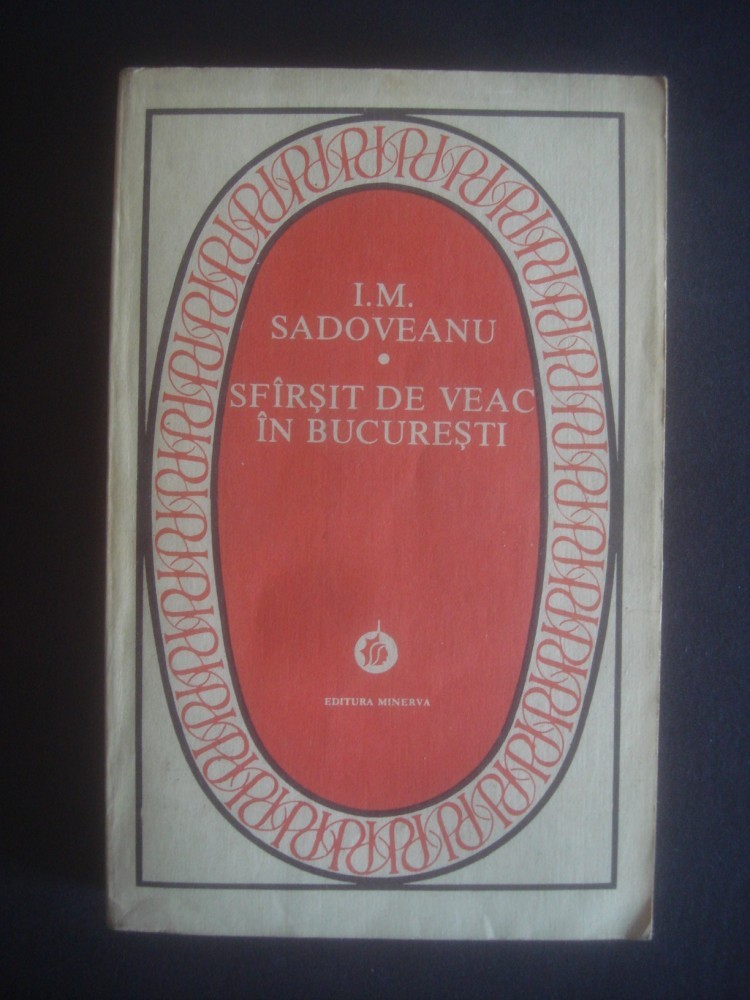 I.M.
SADOVEANU
•
SFÎRȘIT DE VEAC
ÎN BUCUREȘTI
EDITURA MINERVA